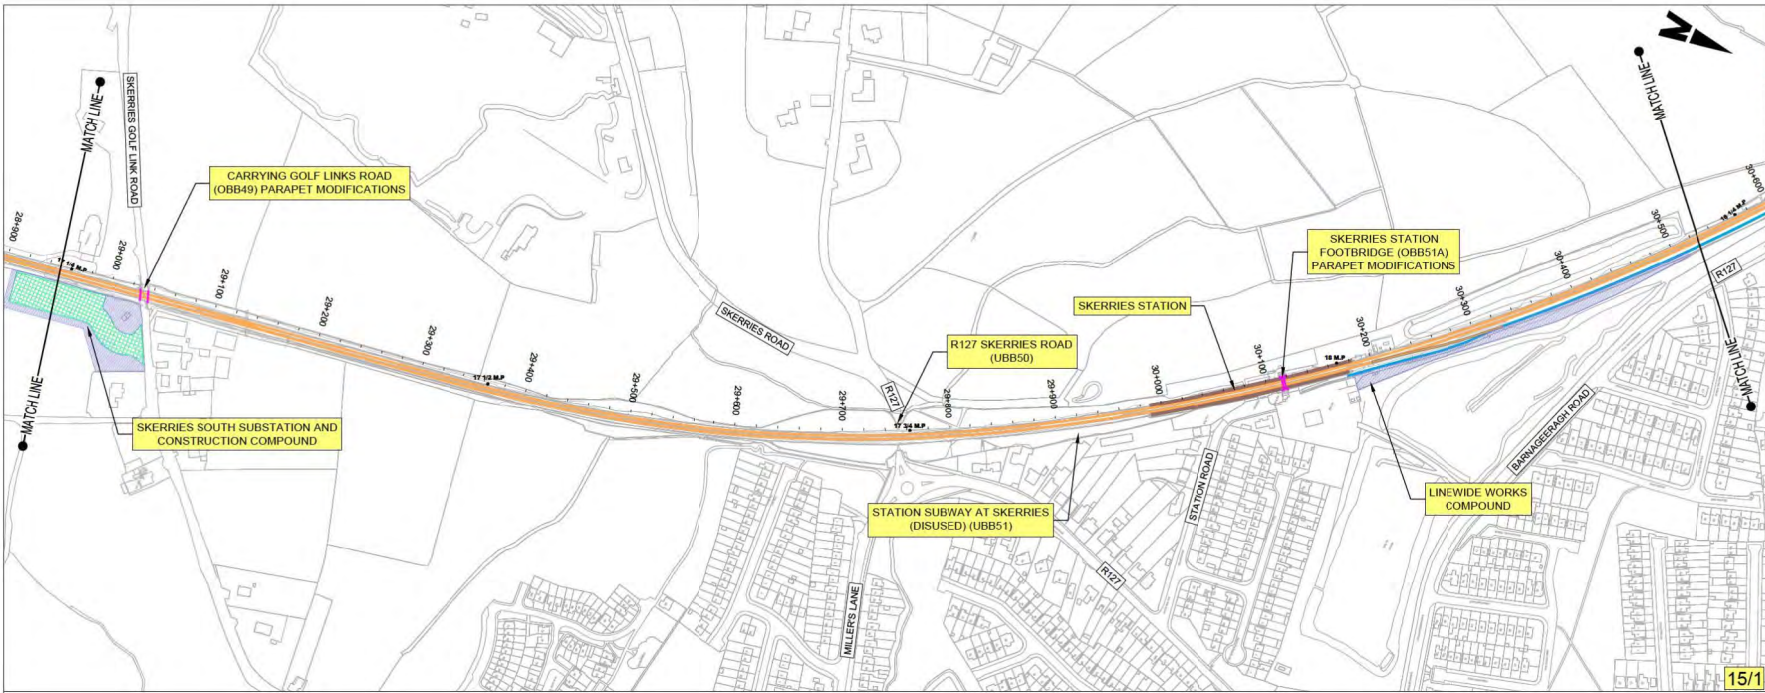 N
MATCH LINE
MATCH LINE
SKERRIES GOLF LINK ROAD
CARRYING GOLF LINKS ROAD
(OBB49) PARAPET MODIFICATIONS
28+900
29+000
29+100
29+200
29+300
29+400
29+500
29+600
29+700
29+800
29+900
30+000
30+100
30+200
30+300
30+400
30+500
30+600
17 1/4 M.P
17 1/2 M.P
17 3/4 M.P
18 M.P
18 1/4 M.P
SKERRIES SOUTH SUBSTATION AND
CONSTRUCTION COMPOUND
SKERRIES ROAD
R127
R127 SKERRIES ROAD
(UBB50)
SKERRIES STATION
SKERRIES STATION
FOOTBRIDGE (OBB51A)
PARAPET MODIFICATIONS
STATION SUBWAY AT SKERRIES
(DISUSED) (UBB51)
MILLER'S LANE
R127
STATION ROAD
LINEWIDE WORKS
COMPOUND
BARNAGEERAGH ROAD
R127
MATCH LINE
MATCH LINE
15/1